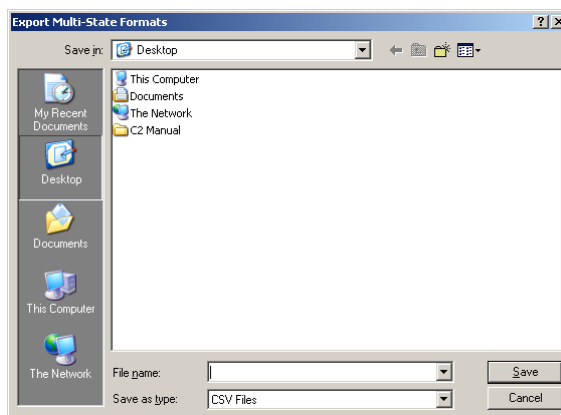 Export Multi-State Formats
Save in:
Desktop
This Computer
Documents
The Network
C2 Manual
My Recent
Documents
Desktop
Documents
This Computer
The Network
File name:
Save
Save as type:
CSV Files
Cancel